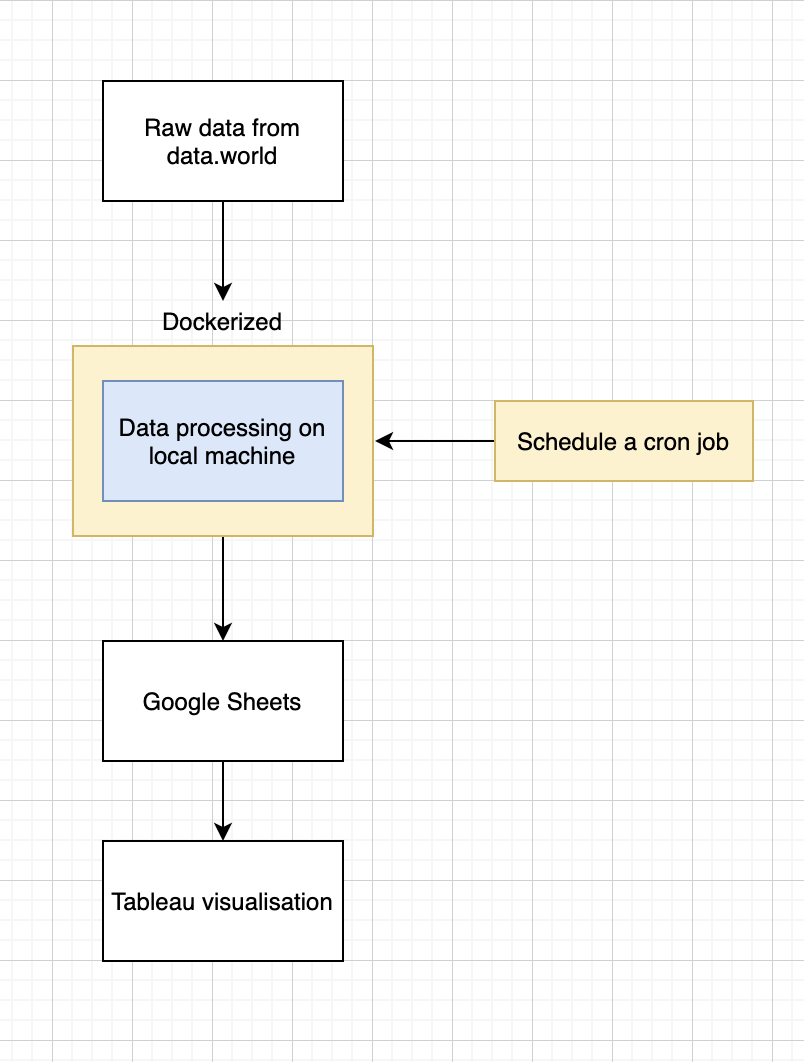 Raw data from
data.world
Dockerized
Data processing on
local machine
Schedule a cron job
Google Sheets
Tableau visualisation